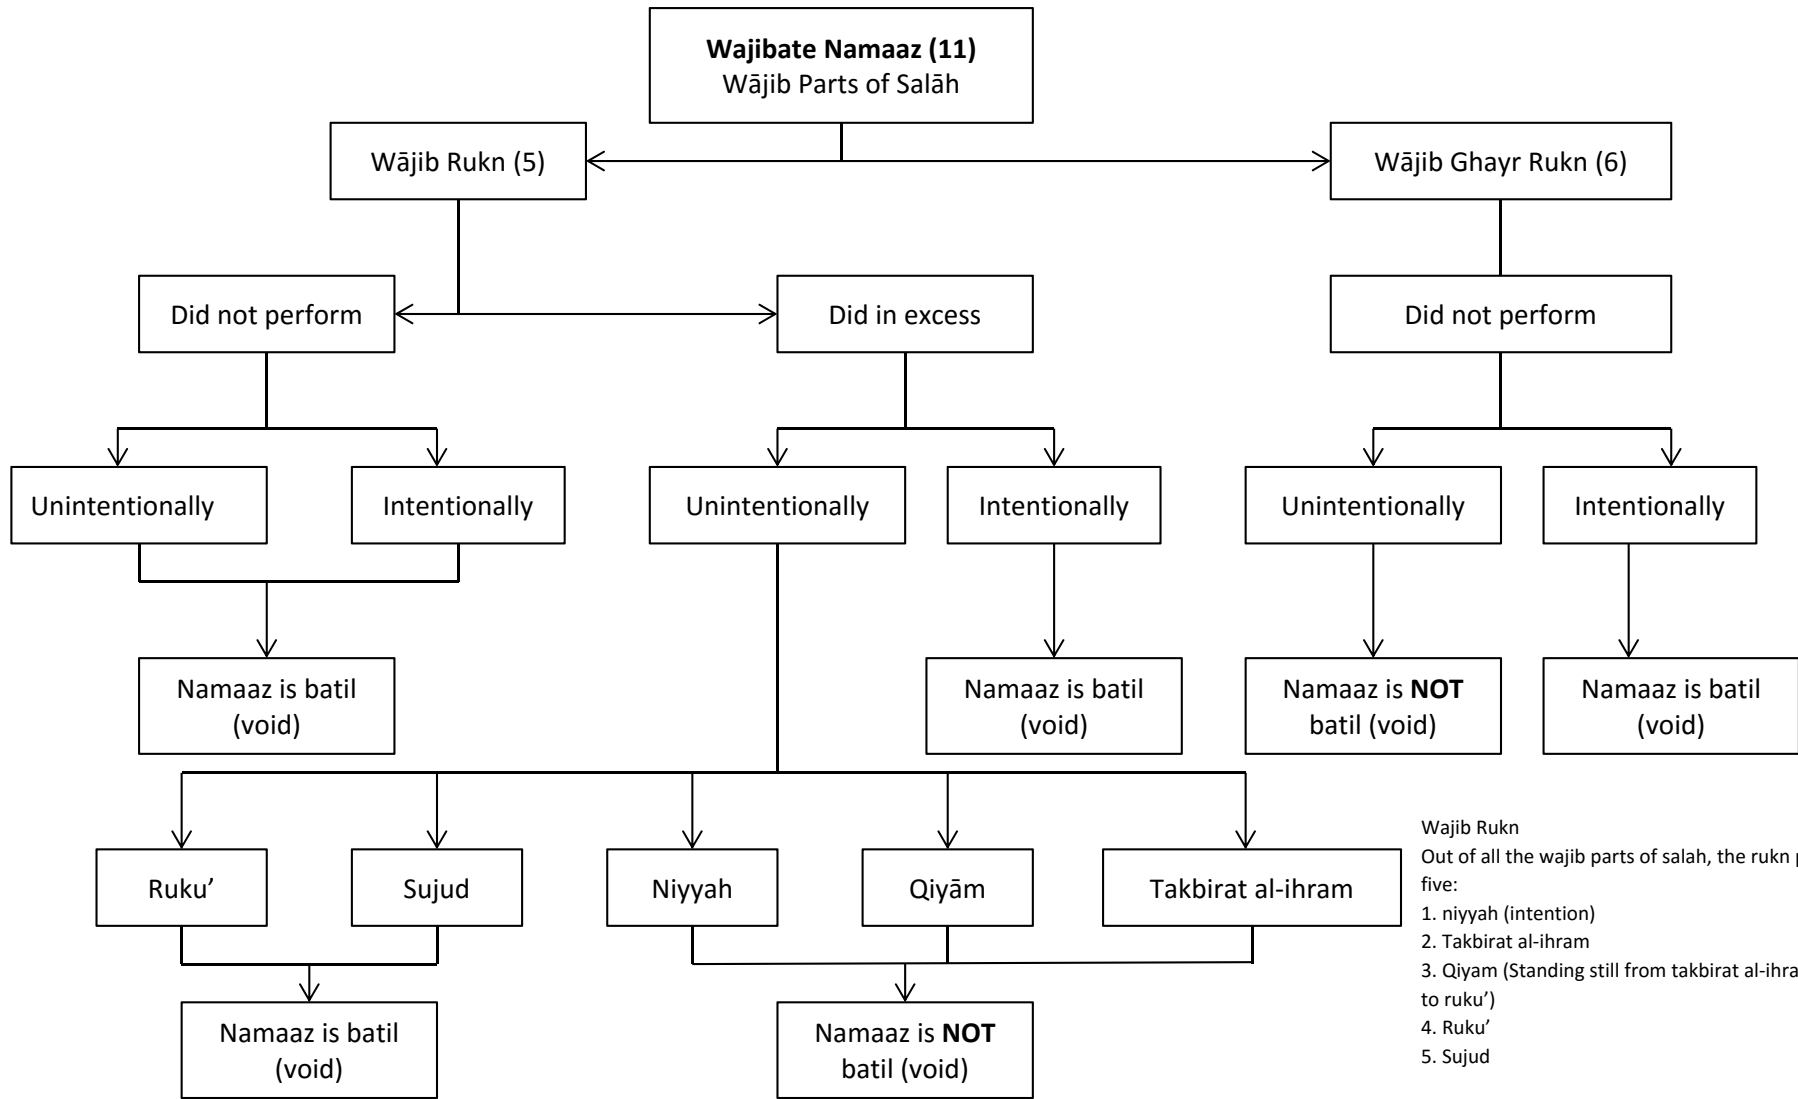 Wajibate Namaaz (11)
Wājib Parts of Salāh
Wājib Rukn (5)
Wājib Ghayr Rukn (6)
Did not perform
Did in excess
Did not perform
Unintentionally
Intentionally
Unintentionally
Intentionally
Unintentionally
Intentionally
Namaaz is batil
(void)
Namaaz is batil
(void)
Namaaz is NOT
batil (void)
Namaaz is batil
(void)
Ruku’
Sujud
Niyyah
Qiyām
Takbirat al-ihram
Namaaz is batil
(void)
Namaaz is NOT
batil (void)
Wajib Rukn
Out of all the wajib parts of salah, the rukn
five:
1. niyyah (intention)
2. Takbirat al-ihram
3. Qiyam (Standing still from takbirat
to ruku’)
4. Ruku’
5. Sujud